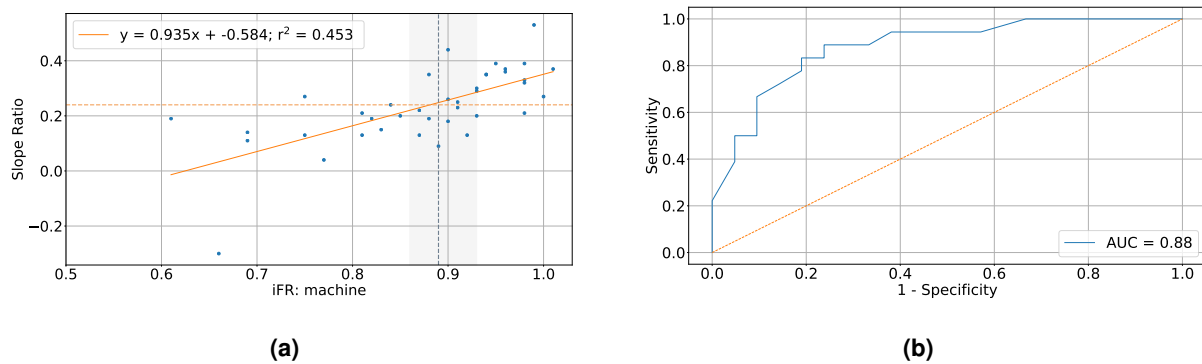 y = 0.935x + -0.584; r² = 0.453
Slope Ratio
0.4
0.2
0.0
−0.2
0.5 0.6 0.7 0.8 0.9 1.0
iFR: machine
(a)
1.0
0.8
0.6
0.4
0.2
0.0
Sensitivity
AUC = 0.88
0.0 0.2 0.4 0.6 0.8 1.0
1 - Specificity
(b)